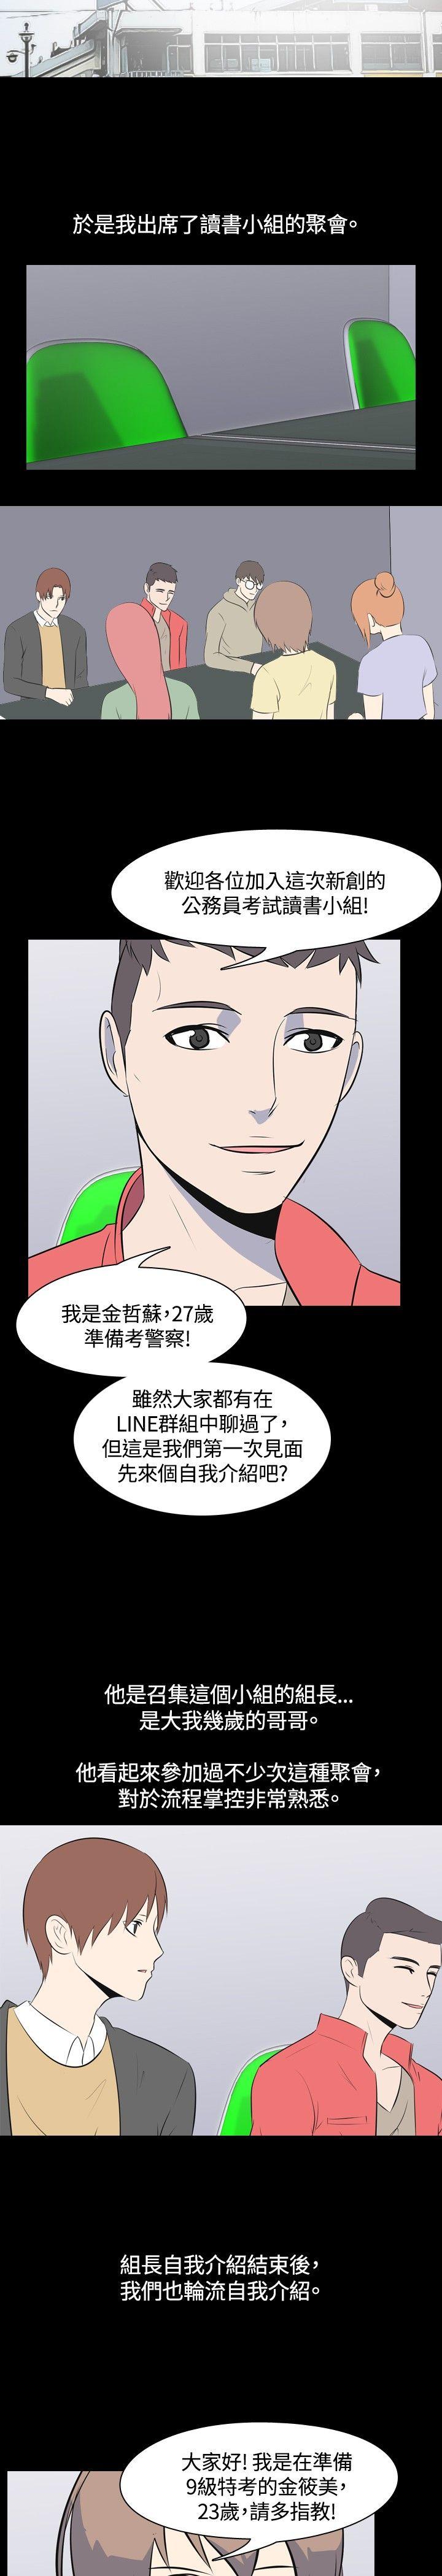 於是我出席了讀書小組的聚會。
歡迎各位加入這次新創的
公務員考試讀書小組!
我是金哲蘇,27歲
準備考警察!
雖然大家都有在
LINE群組中聊過了,
但這是我們第一次見面
先來個自我介紹吧?
他是召集這個小組的組長...
是大我幾歲的哥哥。
他看起來參加過不少次這種聚會,
對於流程掌控非常熟悉。
組長自我介紹結束後,
我們也輪流自我介紹。
大家好! 我是在準備
9級特考的金筱美,
23歲,請多指教!